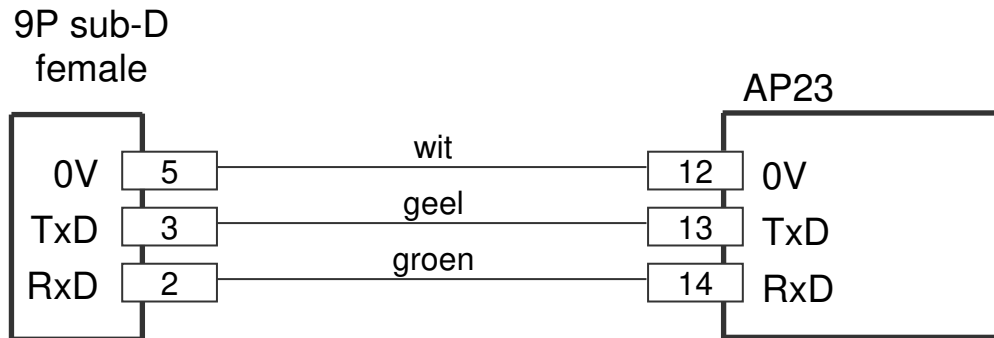 9P sub-D
female
AP23
0V 5 wit 12 0V
TxD 3 geel 13 TxD
RxD 2 groen 14 RxD